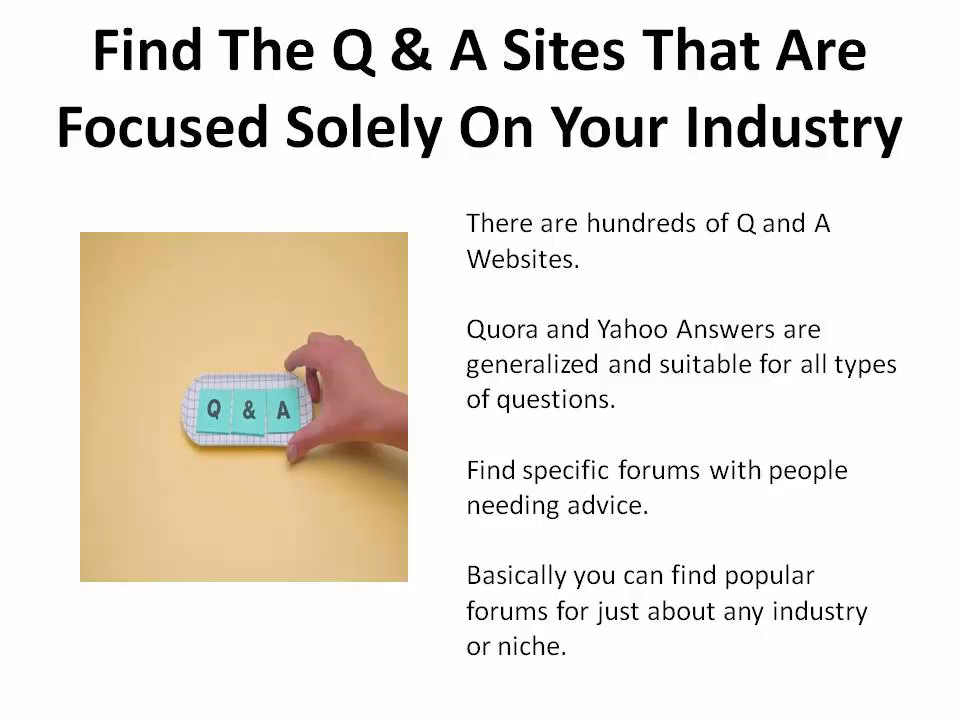 Find The Q & A Sites That Are
Focused Solely On Your Industry
There are hundreds of Q and A
Websites.
Quora and Yahoo Answers are
generalized and suitable for all types
of questions.
Find specific forums with people
needing advice.
Basically you can find popular
forums for just about any industry
or niche.
Q & A